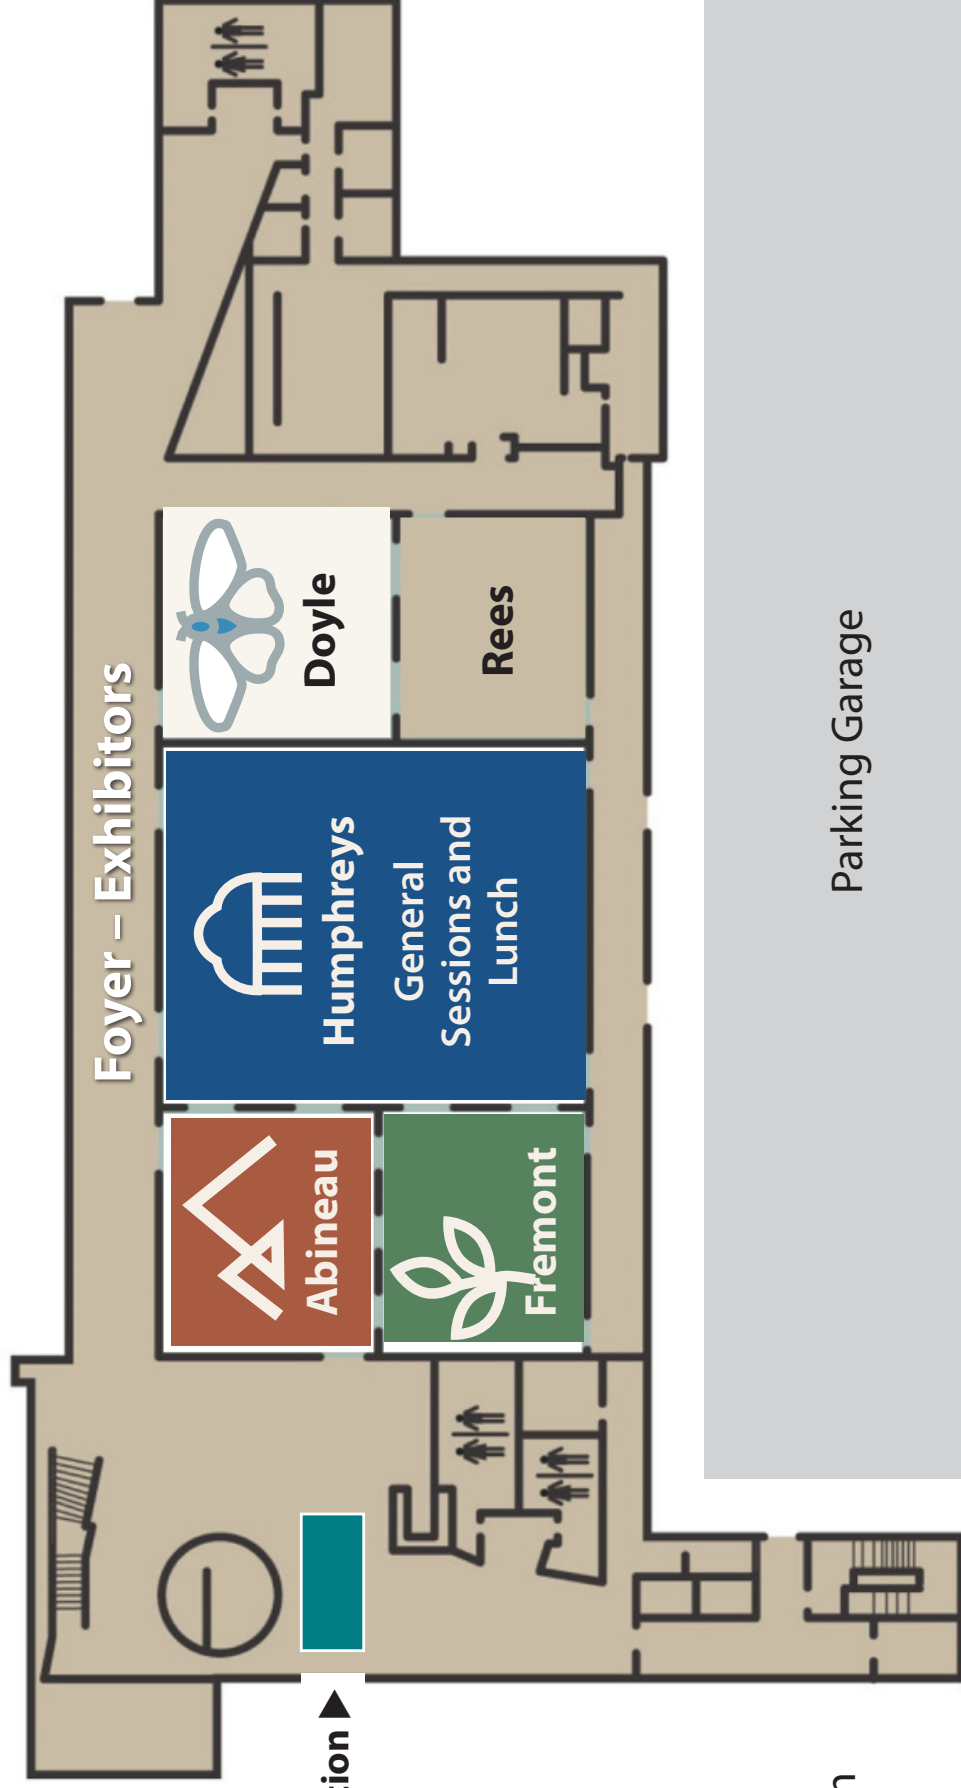 Foyer – Exhibitors
Doyle
Rees
Humphreys
General
Sessions and
Lunch
Abineau
Fremont
Parking Garage